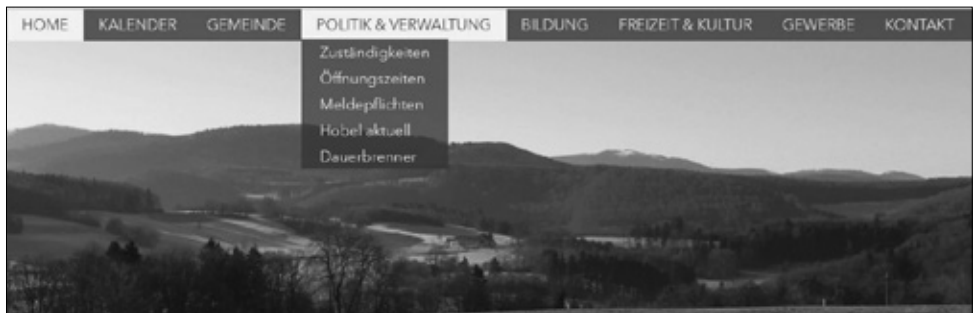 HOME KALENDER GEMEINDE POLITIK & VERWALTUNG BILDUNG FREIZEIT & KULTUR GEWERBE KONTAKT
Zuständigkeiten
Öffnungszeiten
Meldepflichten
Hobel aktuell
Dauerbrenner